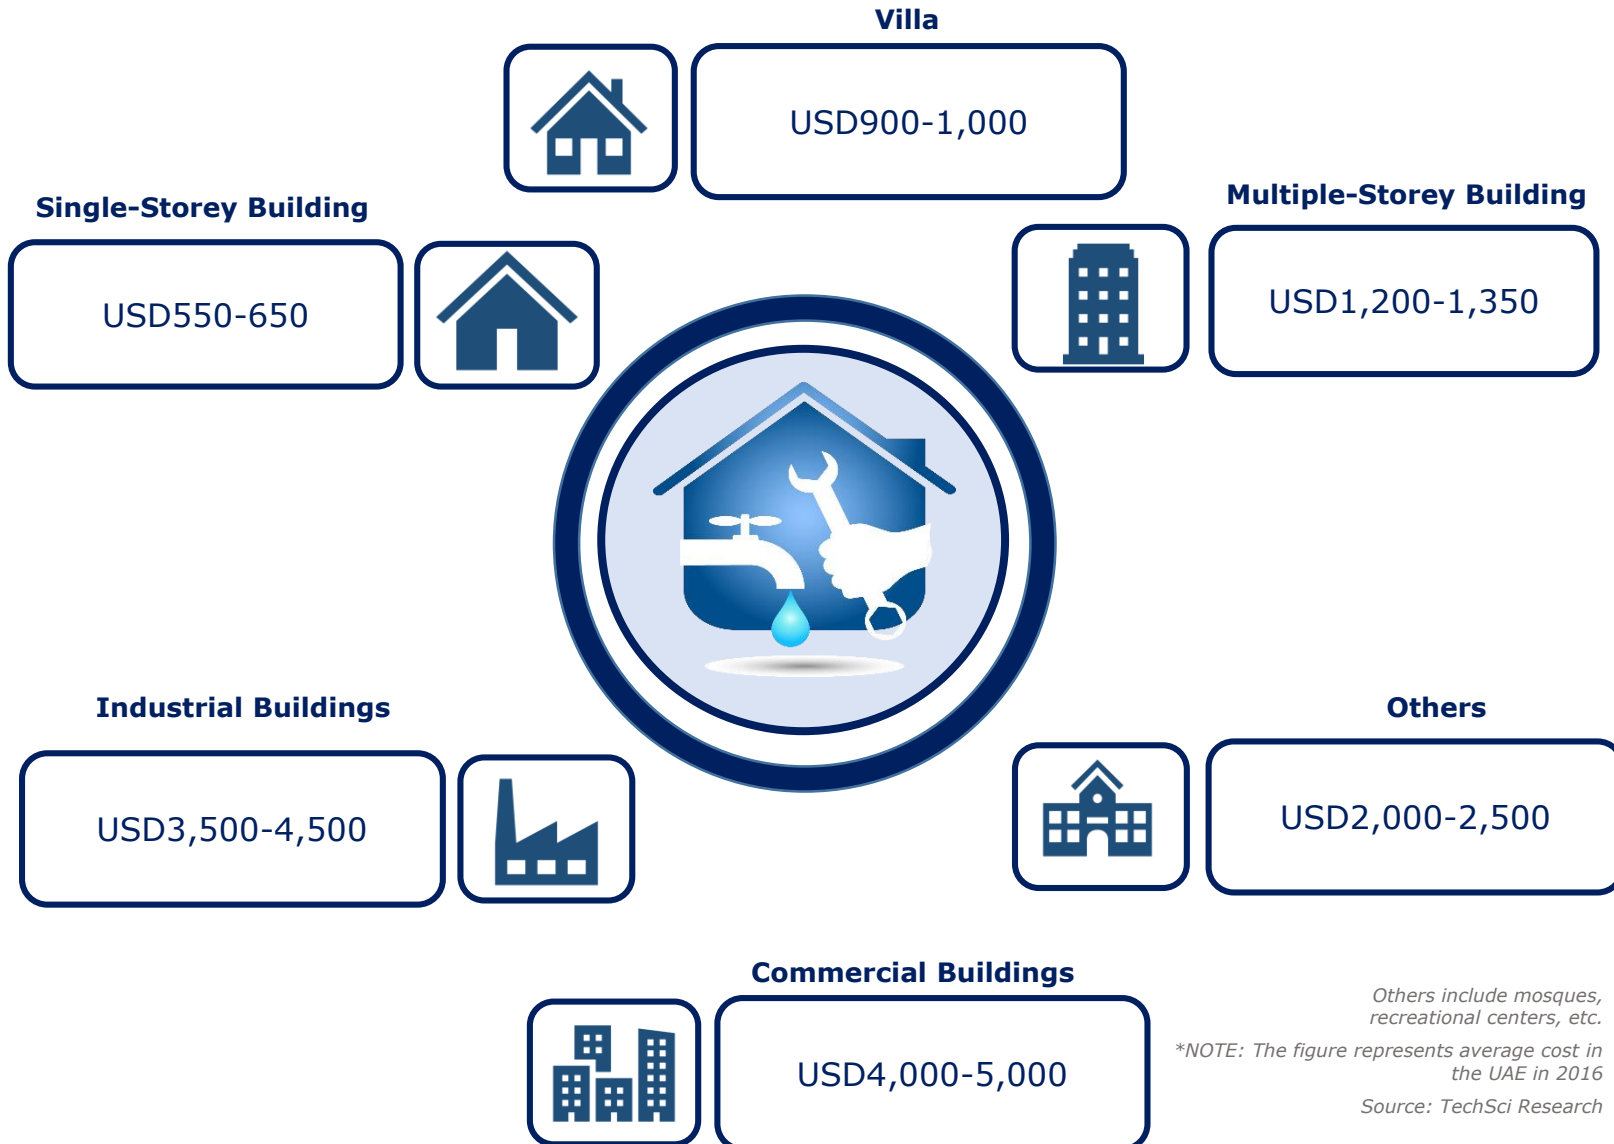 Villa
USD900-1,000
Single-Storey Building
USD550-650
Multiple-Storey Building
USD1,200-1,350
Industrial Buildings
USD3,500-4,500
Others
USD2,000-2,500
Commercial Buildings
USD4,000-5,000
Others include mosques,
recreational centers, etc.
*NOTE: The figure represents average cost in
the UAE in 2016
Source: TechSci Research